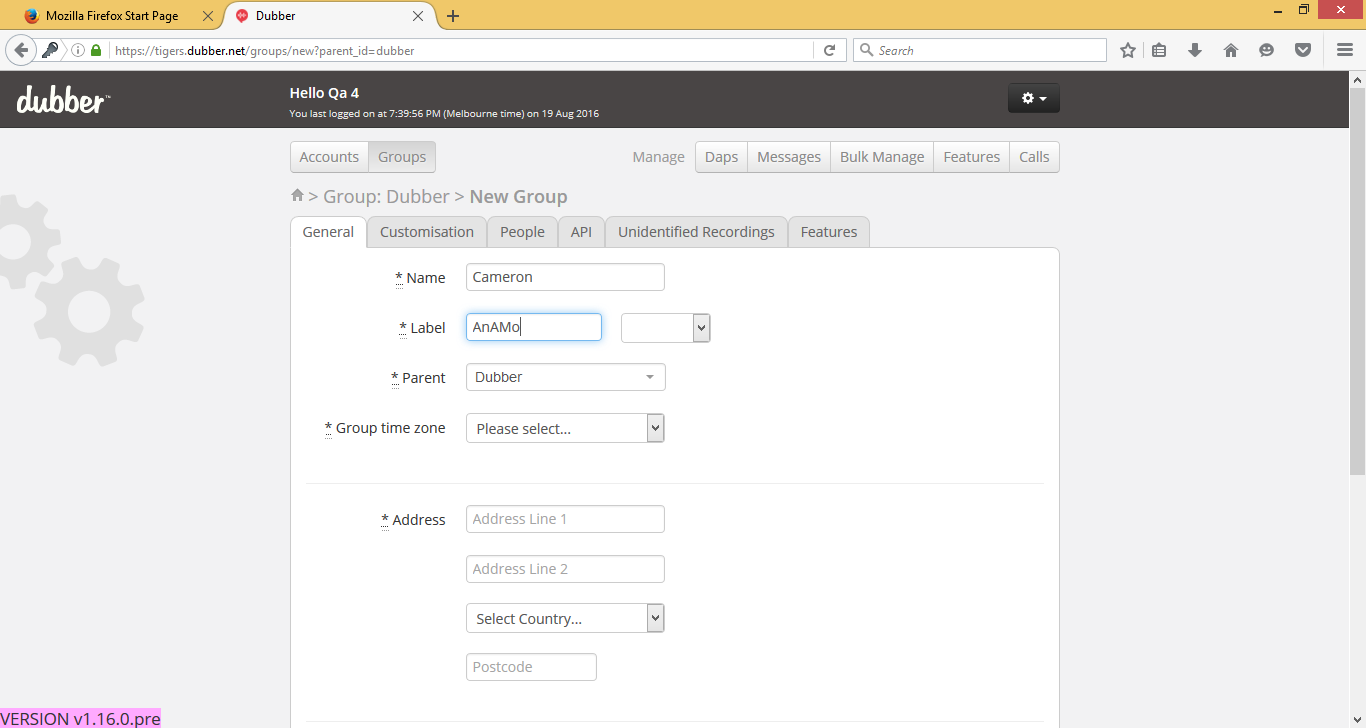 Mozilla Firefox Start Page
Dubber
https://tigers.dubber.net/groups/new?parent_id=dubber
Search
dubber™
Hello Qa 4
You last logged on at 7:39:56 PM (Melbourne time) on 19 Aug 2016
Accounts Groups Manage Daps Messages Bulk Manage Features Calls
> Group: Dubber > New Group
General Customisation People API Unidentified Recordings Features
* Name Cameron
* Label AnAMo
* Parent Dubber
* Group time zone Please select...
* Address Address Line 1
Address Line 2
Select Country...
Postcode
VERSION v1.16.0.pre